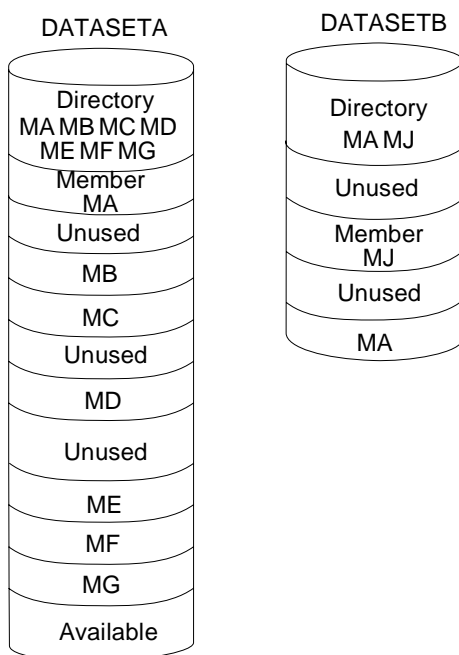 DATASETA
Directory
MA MB MC MD
ME MF MG
Member
MA
Unused
MB
MC
Unused
MD
Unused
ME
MF
MG
Available
DATASETB
Directory
MA MJ
Unused
Member
MJ
Unused
MA